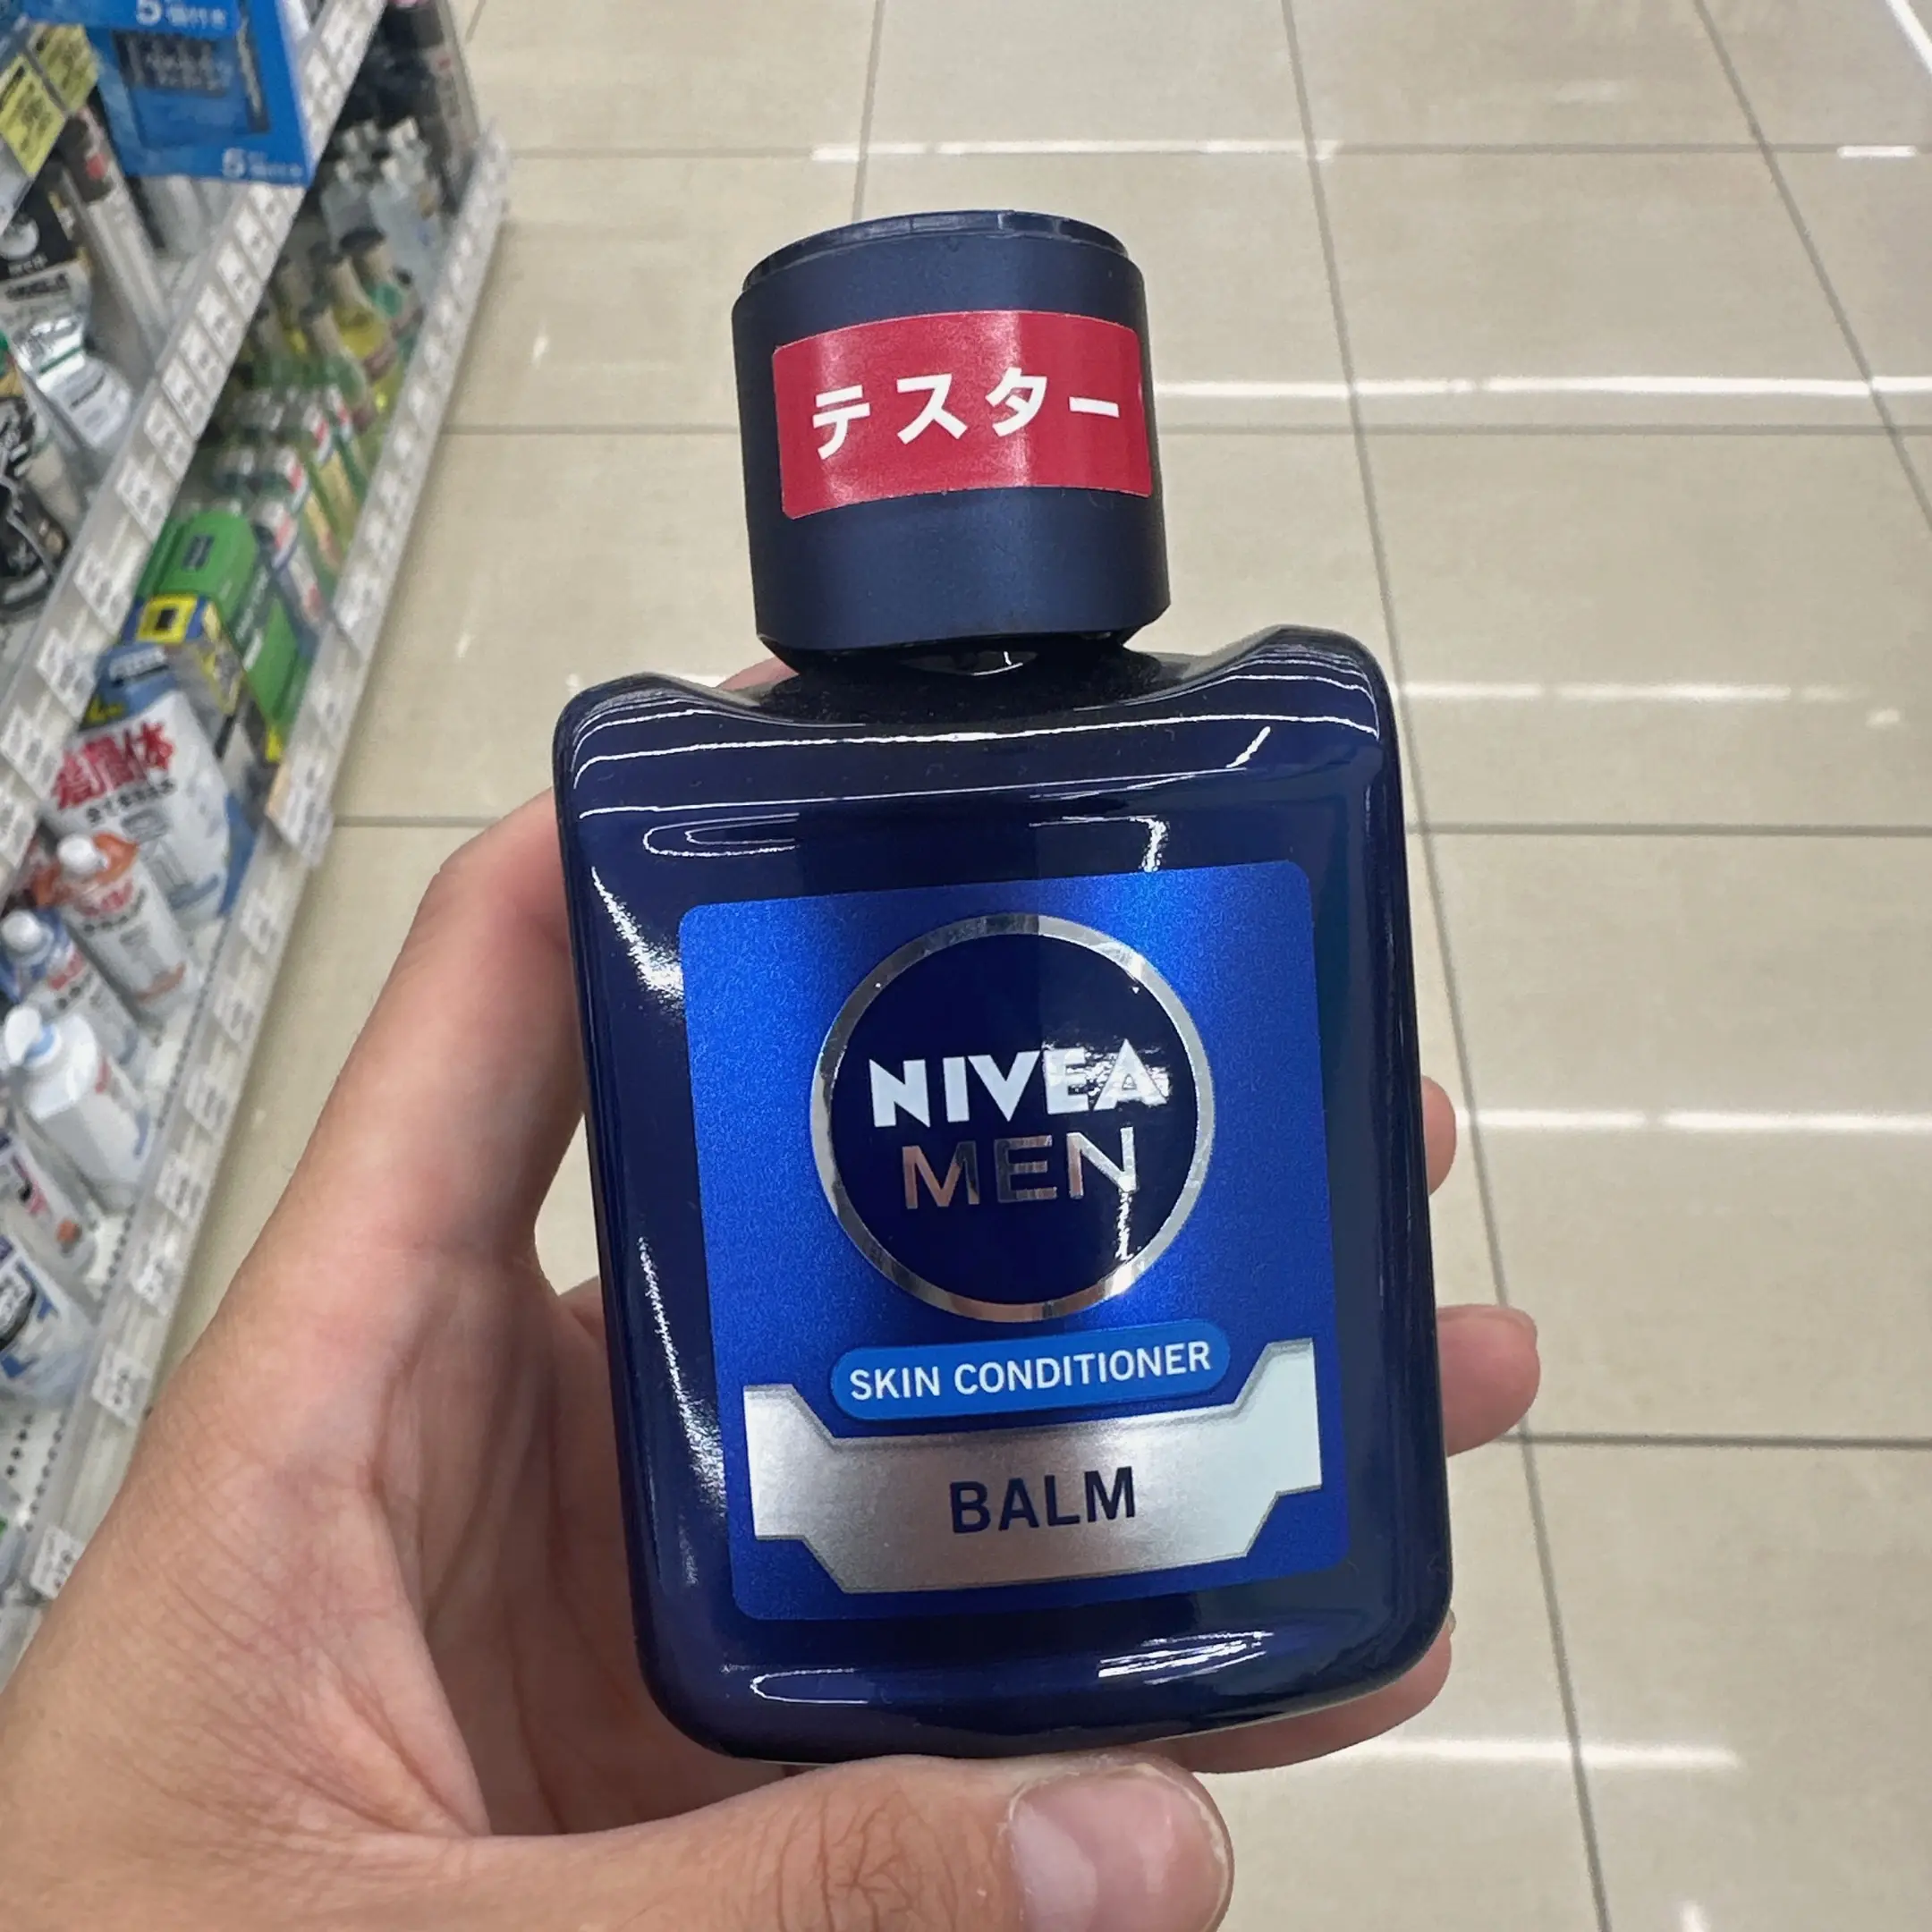 テスター
NIVEA
MEN
SKIN CONDITIONER
BALM